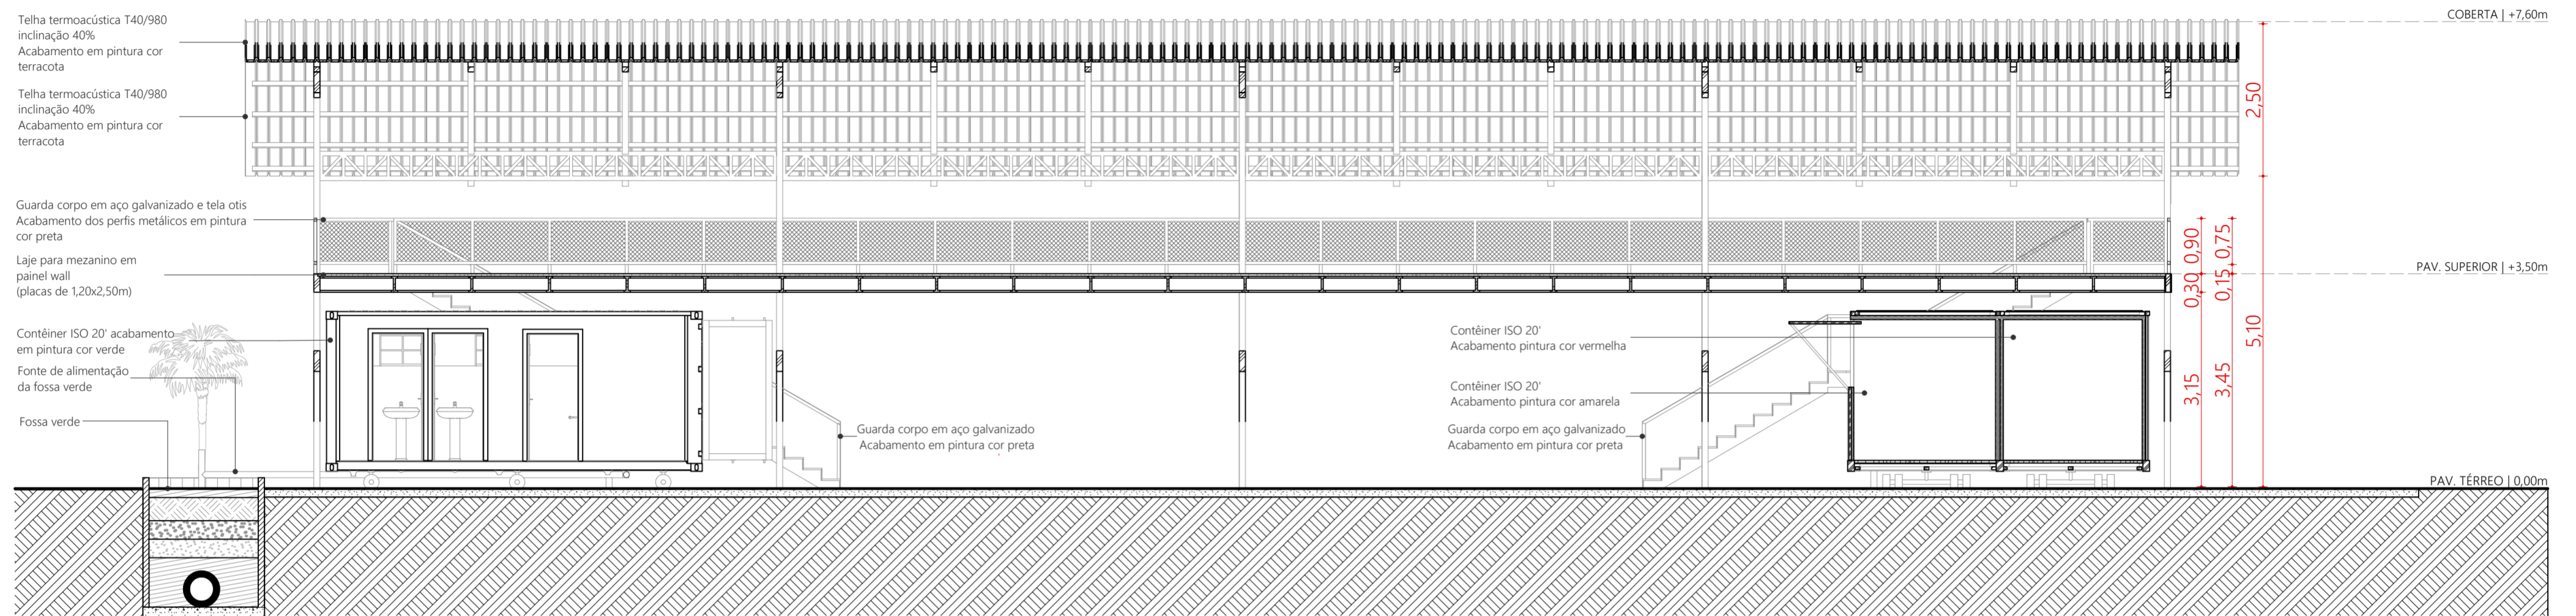 Telha termoacústica T40/980
inclinação 40%
Acabamento em pintura cor
terracota
Telha termoacústica T40/980
inclinação 40%
Acabamento em pintura cor
terracota
Guarda corpo em aço galvanizado e tela otis
Acabamento dos perfis metálicos em pintura
cor preta
Laje para mezanino em
painel wall
(placas de 1,20x2,50m)
Contêiner ISO 20' acabamento
em pintura cor verde
Fonte de alimentação
da fossa verde
Fossa verde
Guarda corpo em aço galvanizado
Acabamento em pintura cor preta
Contêiner ISO 20'
Acabamento pintura cor vermelha
Contêiner ISO 20'
Acabamento pintura cor amarela
Guarda corpo em aço galvanizado
Acabamento em pintura cor preta
COBERTA | +7,60m
2,50
0,90
0,75
PAV. SUPERIOR | +3,50m
0,30
0,15
5,10
3,15
3,45
PAV. TÉRREO | 0,00m